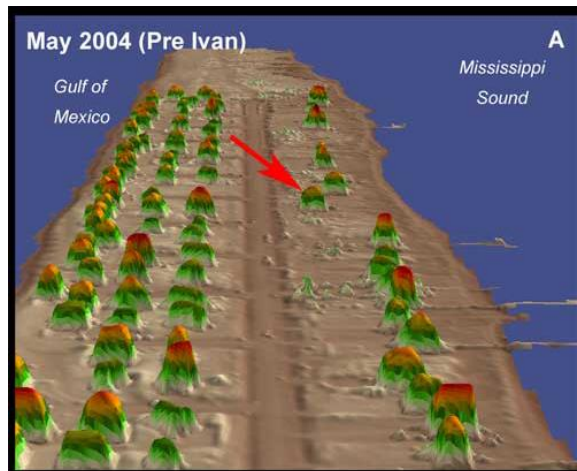 May 2004 (Pre Ivan)
A
Gulf of
Mexico
Mississippi
Sound